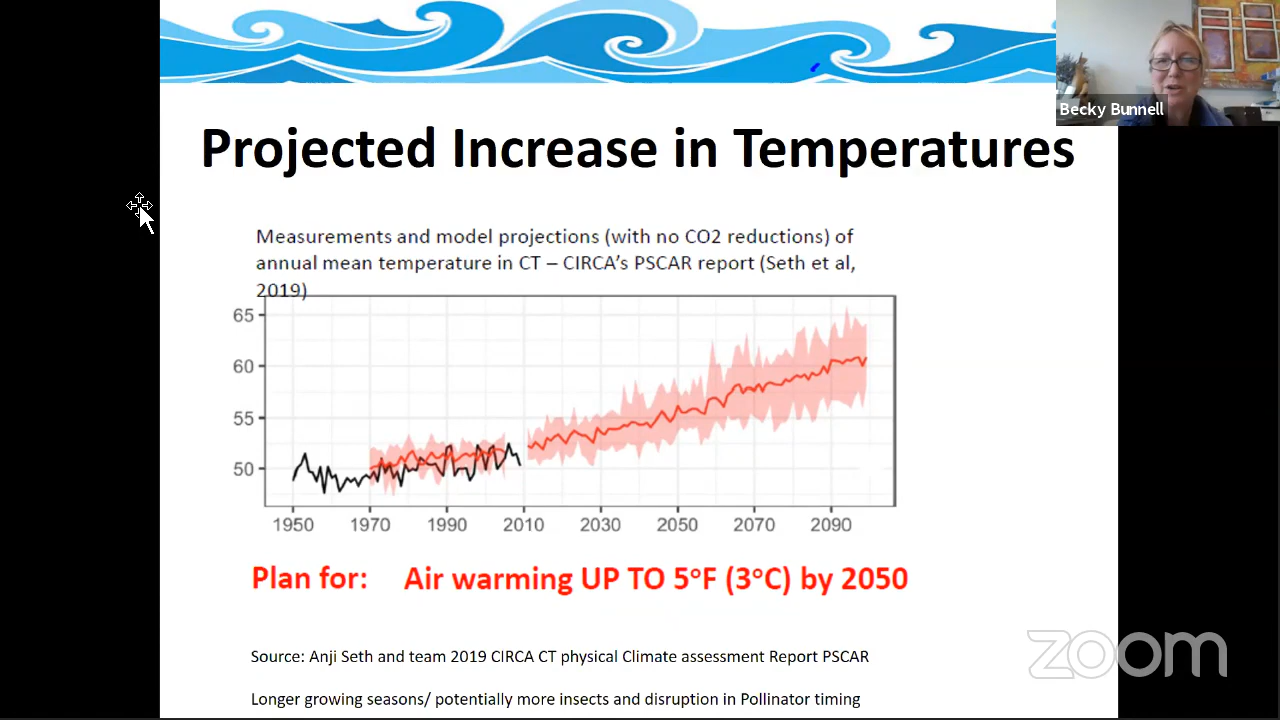 Becky Bunnell
Projected Increase in Temperatures
Measurements and model projections (with no CO2 reductions) of
annual mean temperature in CT – CIRCA's PSCAR report (Seth et al,
2019)
65
60
55
50
1950 1970 1990 2010 2030 2050 2070 2090
Plan for: Air warming UP TO 5°F (3°C) by 2050
zoom
Source: Anji Seth and team 2019 CIRCA CT physical Climate assessment Report PSCAR
Longer growing seasons/ potentially more insects and disruption in Pollinator timing